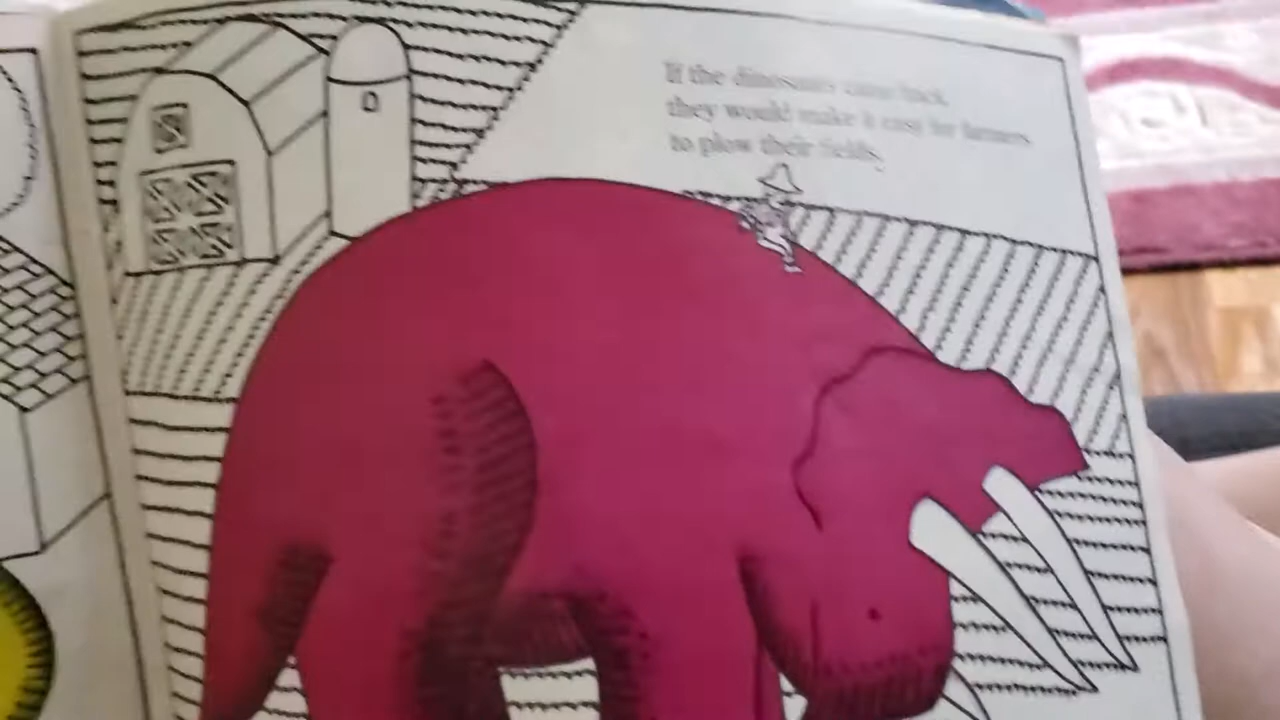 If the dinosaurs came back,
they would make it easy for farmers
to plow their fields.